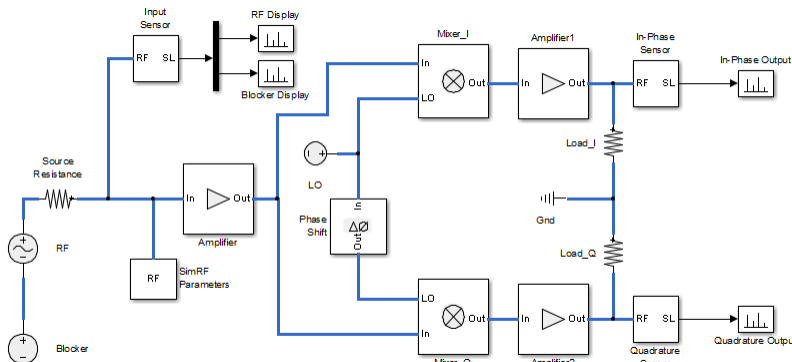 Input
Sensor
RF SL
RF Display
Blocker Display
Mixer_I
In
LO
Out
Amplifier1
In Out
In-Phase
Sensor
RF SL
In-Phase Output
Source
Resistance
In Out
Amplifier
LO
Load_I
Gnd
Phase
Shift
In
Δ∅
Out
RF
RF
SimRF
Parameters
Load_Q
LO
In
Out
In Out
RF SL
Quadrature Outpu
Blocker
Quadrature